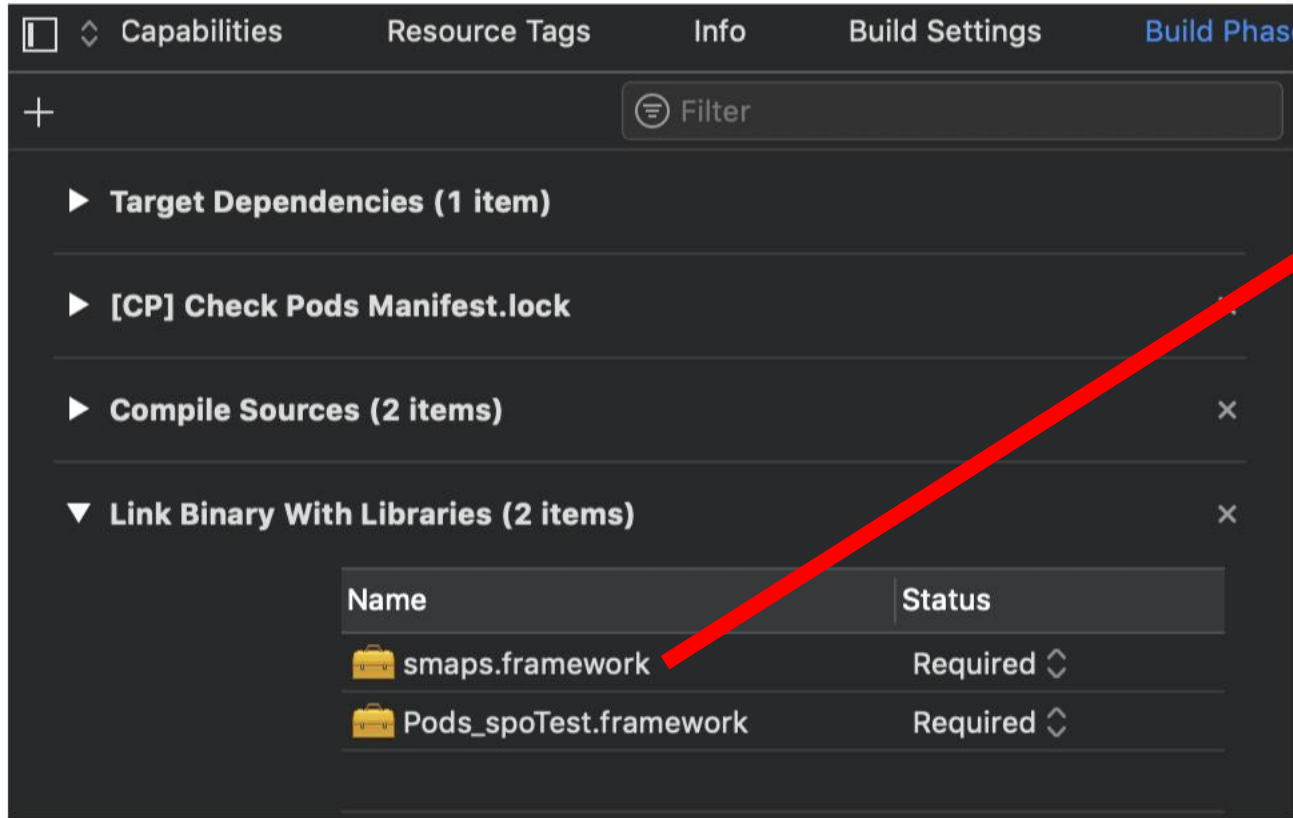 Capabilities Resource Tags Info Build Settings Build Phas
Filter
Target Dependencies (1 item)
[CP] Check Pods Manifest.lock
Compile Sources (2 items)
Link Binary With Libraries (2 items)
Name Status
smaps.framework Required
Pods_spoTest.framework Required